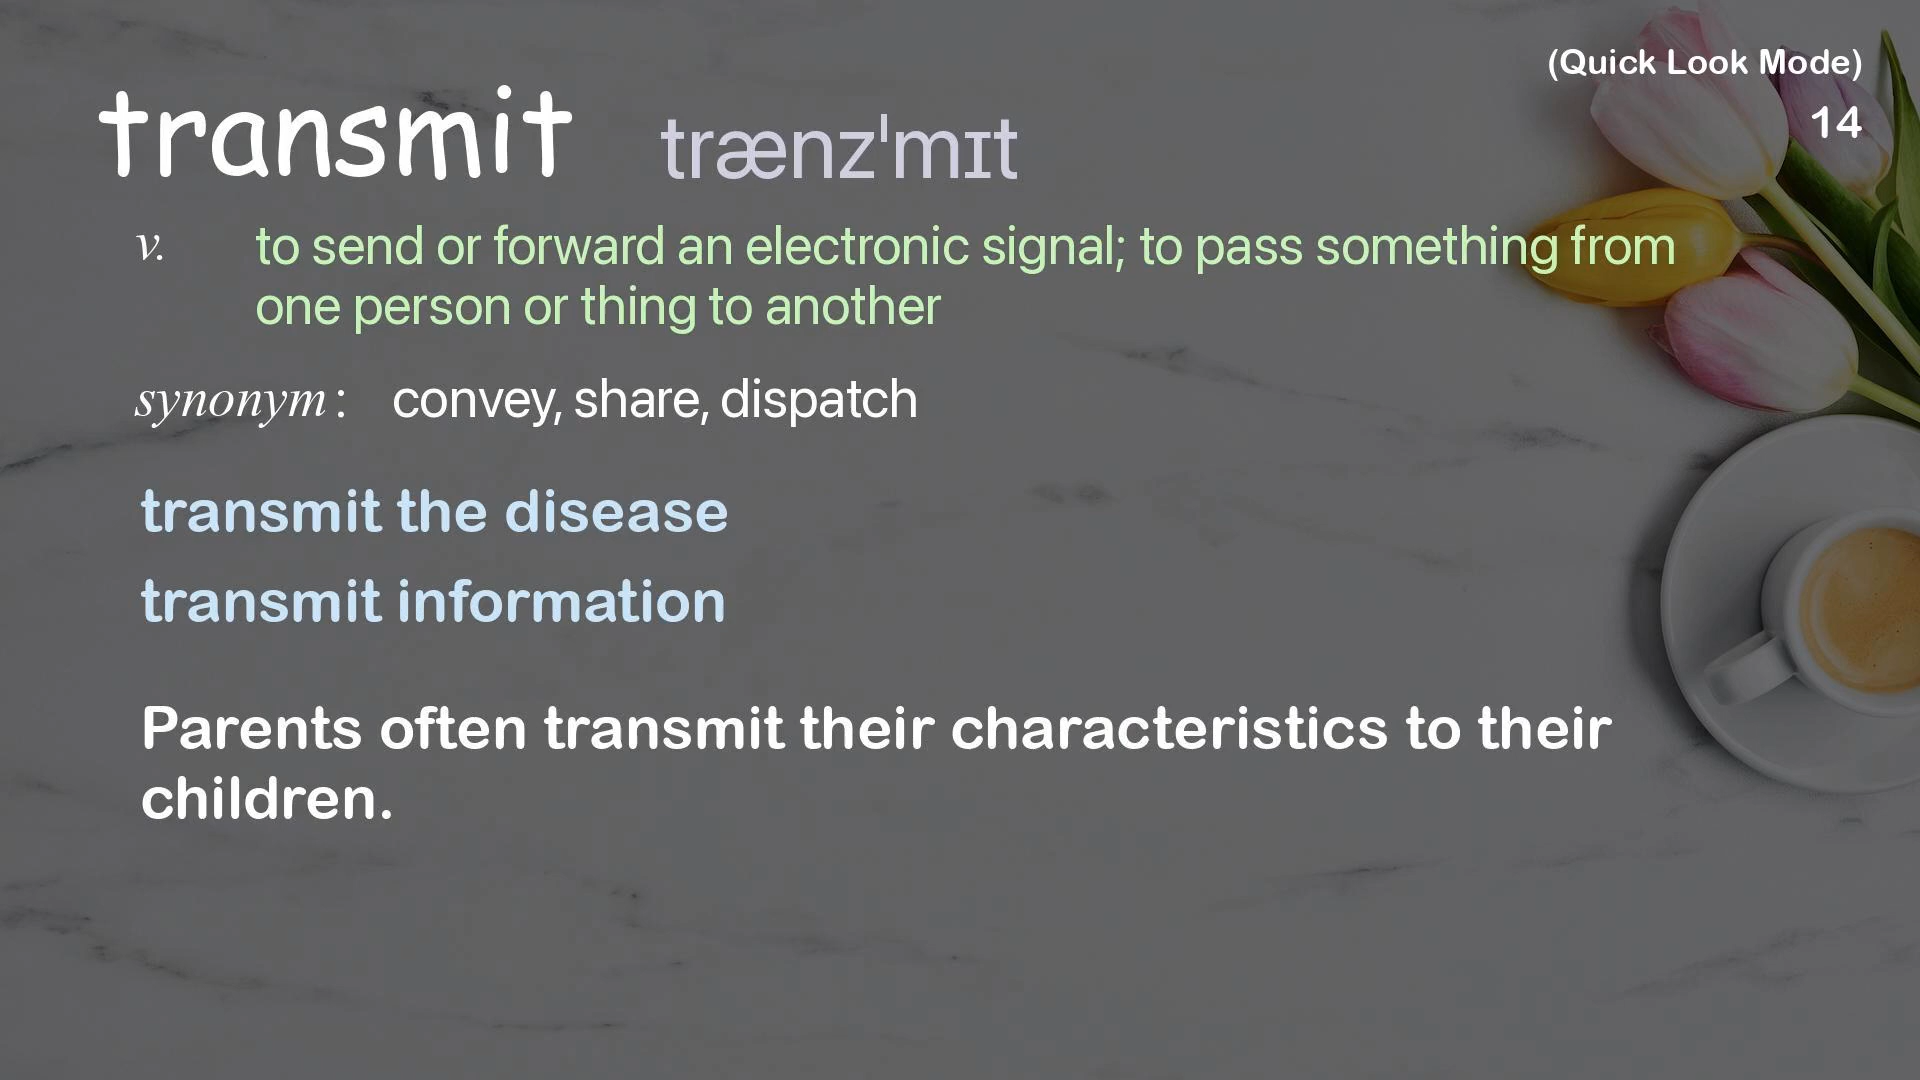 (Quick Look Mode)
transmit trænzˈmɪt
14
v. to send or forward an electronic signal; to pass something from
one person or thing to another
synonym : convey, share, dispatch
transmit the disease
transmit information
Parents often transmit their characteristics to their
children.